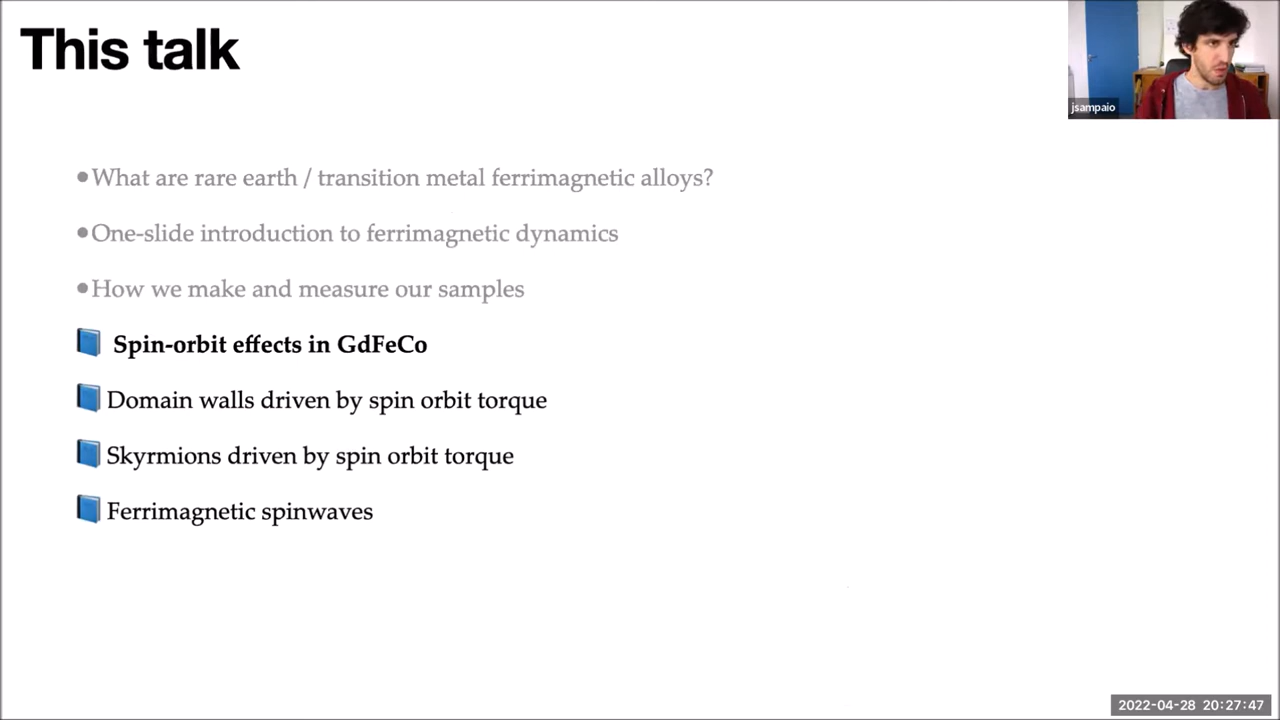 This talk
jsampaio
•What are rare earth / transition metal ferrimagnetic alloys?
•One-slide introduction to ferrimagnetic dynamics
•How we make and measure our samples
📘 Spin-orbit effects in GdFeCo
📘 Domain walls driven by spin orbit torque
📘 Skyrmions driven by spin orbit torque
📘 Ferrimagnetic spinwaves
2022-04-28 20:27:47